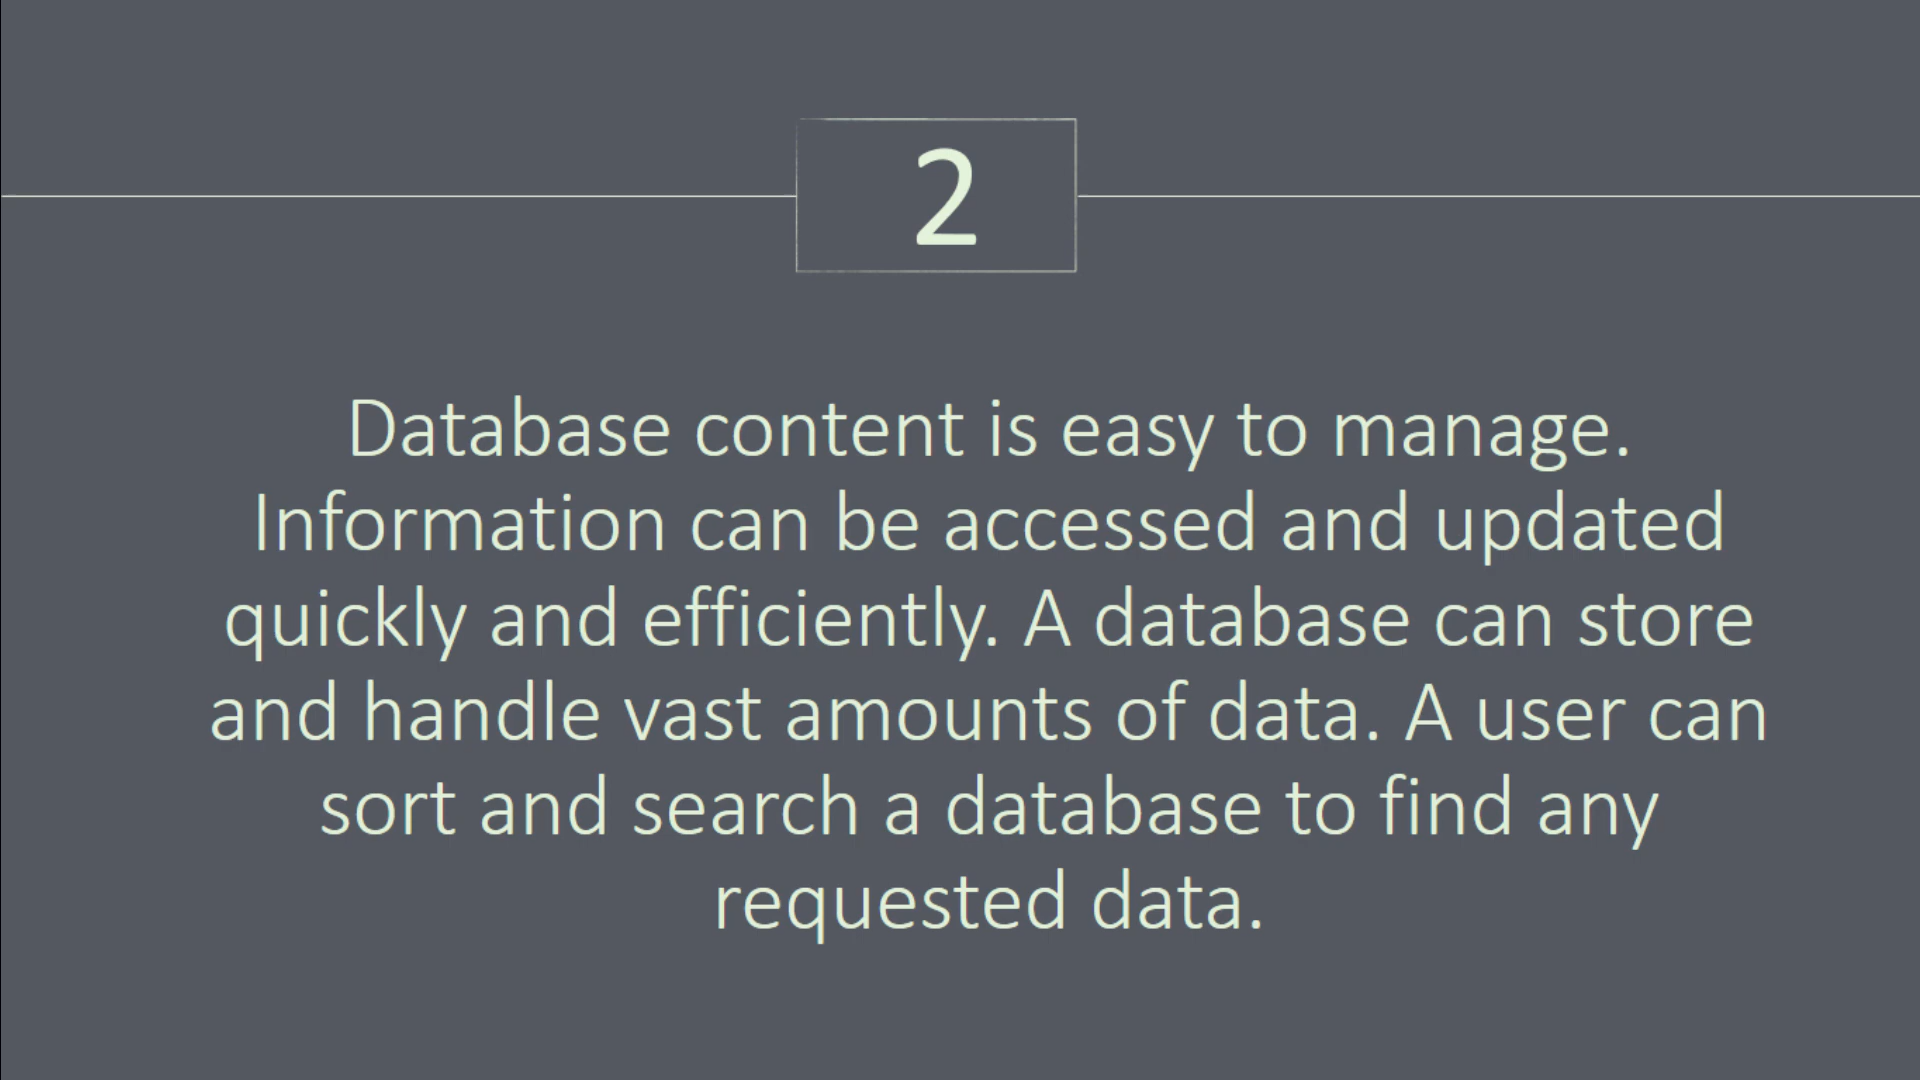 2
Database content is easy to manage.
Information can be accessed and updated
quickly and efficiently. A database can store
and handle vast amounts of data. A user can
sort and search a database to find any
requested data.